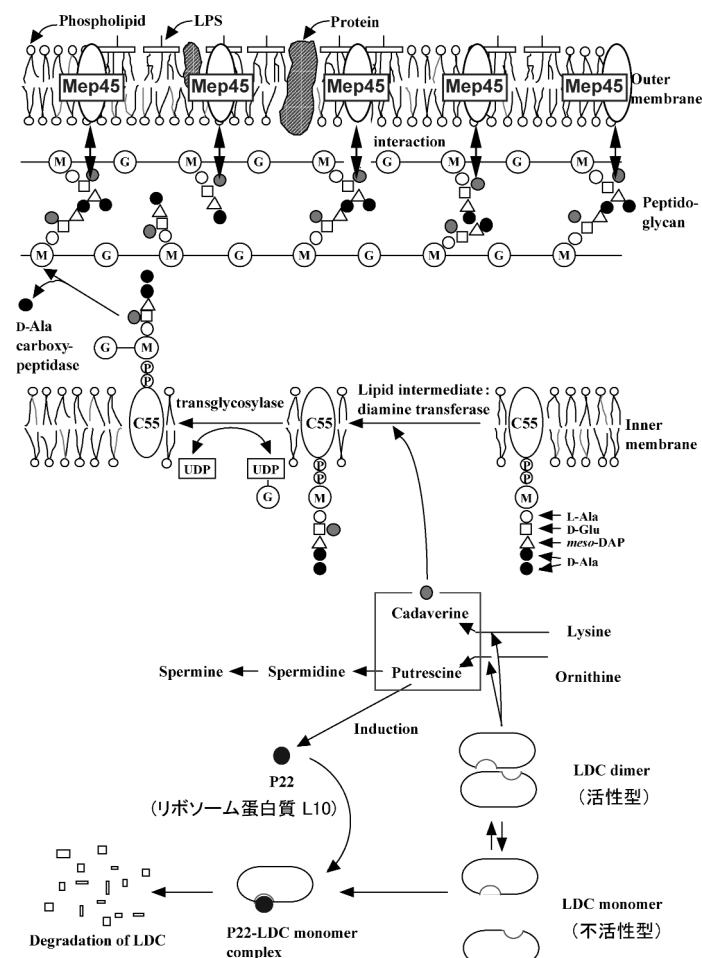 Phospholipid
LPS
Protein
Mep45 Mep45 Mep45 Mep45 Mep45
Outer
membrane
interaction
M G M G M G M G M
Peptido-
glycan
M G M G M G M G M
D-Ala
carboxy-
peptidase
G M
P
P
C55
transglycosylase
UDP UDP
G
C55
P
P
M
Lipid intermediate:
diamine transferase
C55
P
P
M
Inner
membrane
L-Ala
D-Glu
meso-DAP
D-Ala
Cadaverine
Lysine
Spermine Spermidine Putrescine
Ornithine
Induction
P22
(リボソーム蛋白質 L10)
LDC dimer
(活性型)
LDC monomer
(不活性型)
P22-LDC monomer
complex
Degradation of LDC